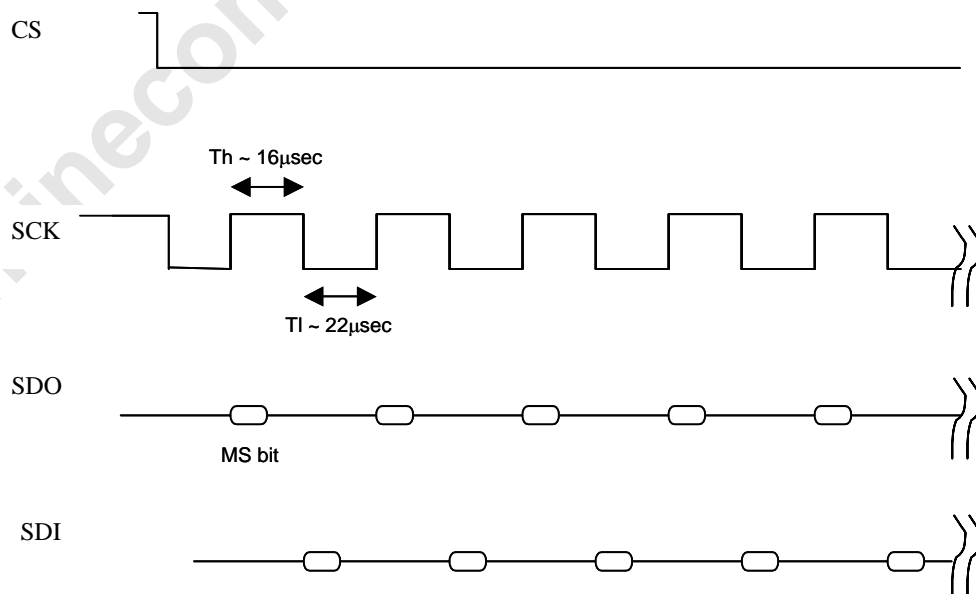 CS
Th ~ 16μsec
SCK
Tl ~ 22μsec
SDO
MS bit
SDI